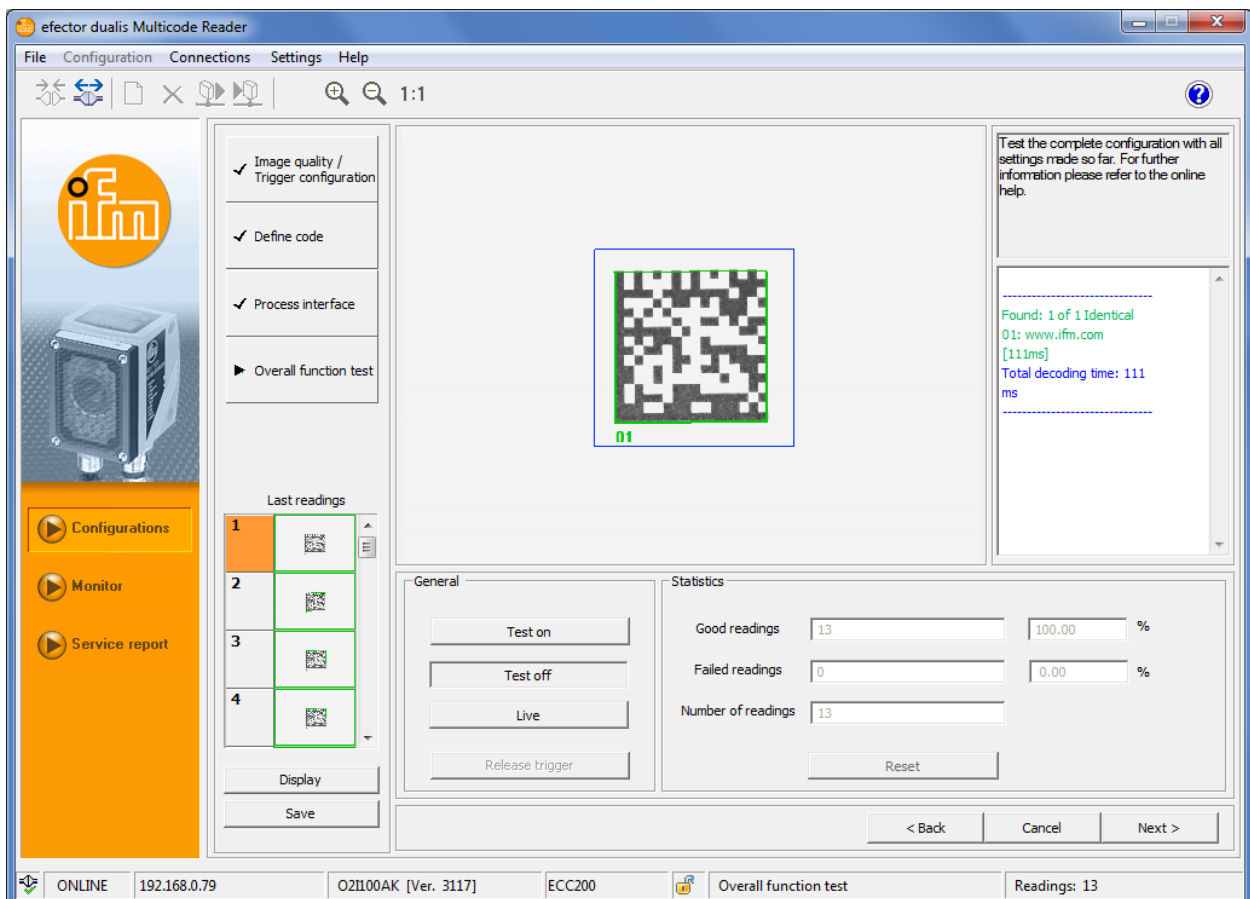 efector dualis Multicode Reader
File Configuration Connections Settings Help
1:1
ifm
Image quality /
Trigger configuration
Define code
Process interface
Overall function test
Test the complete configuration with all
settings made so far. For further
information please refer to the online
help.
01
Found: 1 of 1 Identical
01: www.ifm.com
[111ms]
Total decoding time: 111
ms
Configurations
Monitor
Service report
Last readings
1
2
3
4
Display
Save
General
Test on
Test off
Live
Release trigger
Statistics
Good readings 13 100.00 %
Failed readings 0 0.00 %
Number of readings 13
Reset
< Back Cancel Next >
ONLINE 192.168.0.79 O2I100AK [Ver. 3117] ECC200 Overall function test Readings: 13